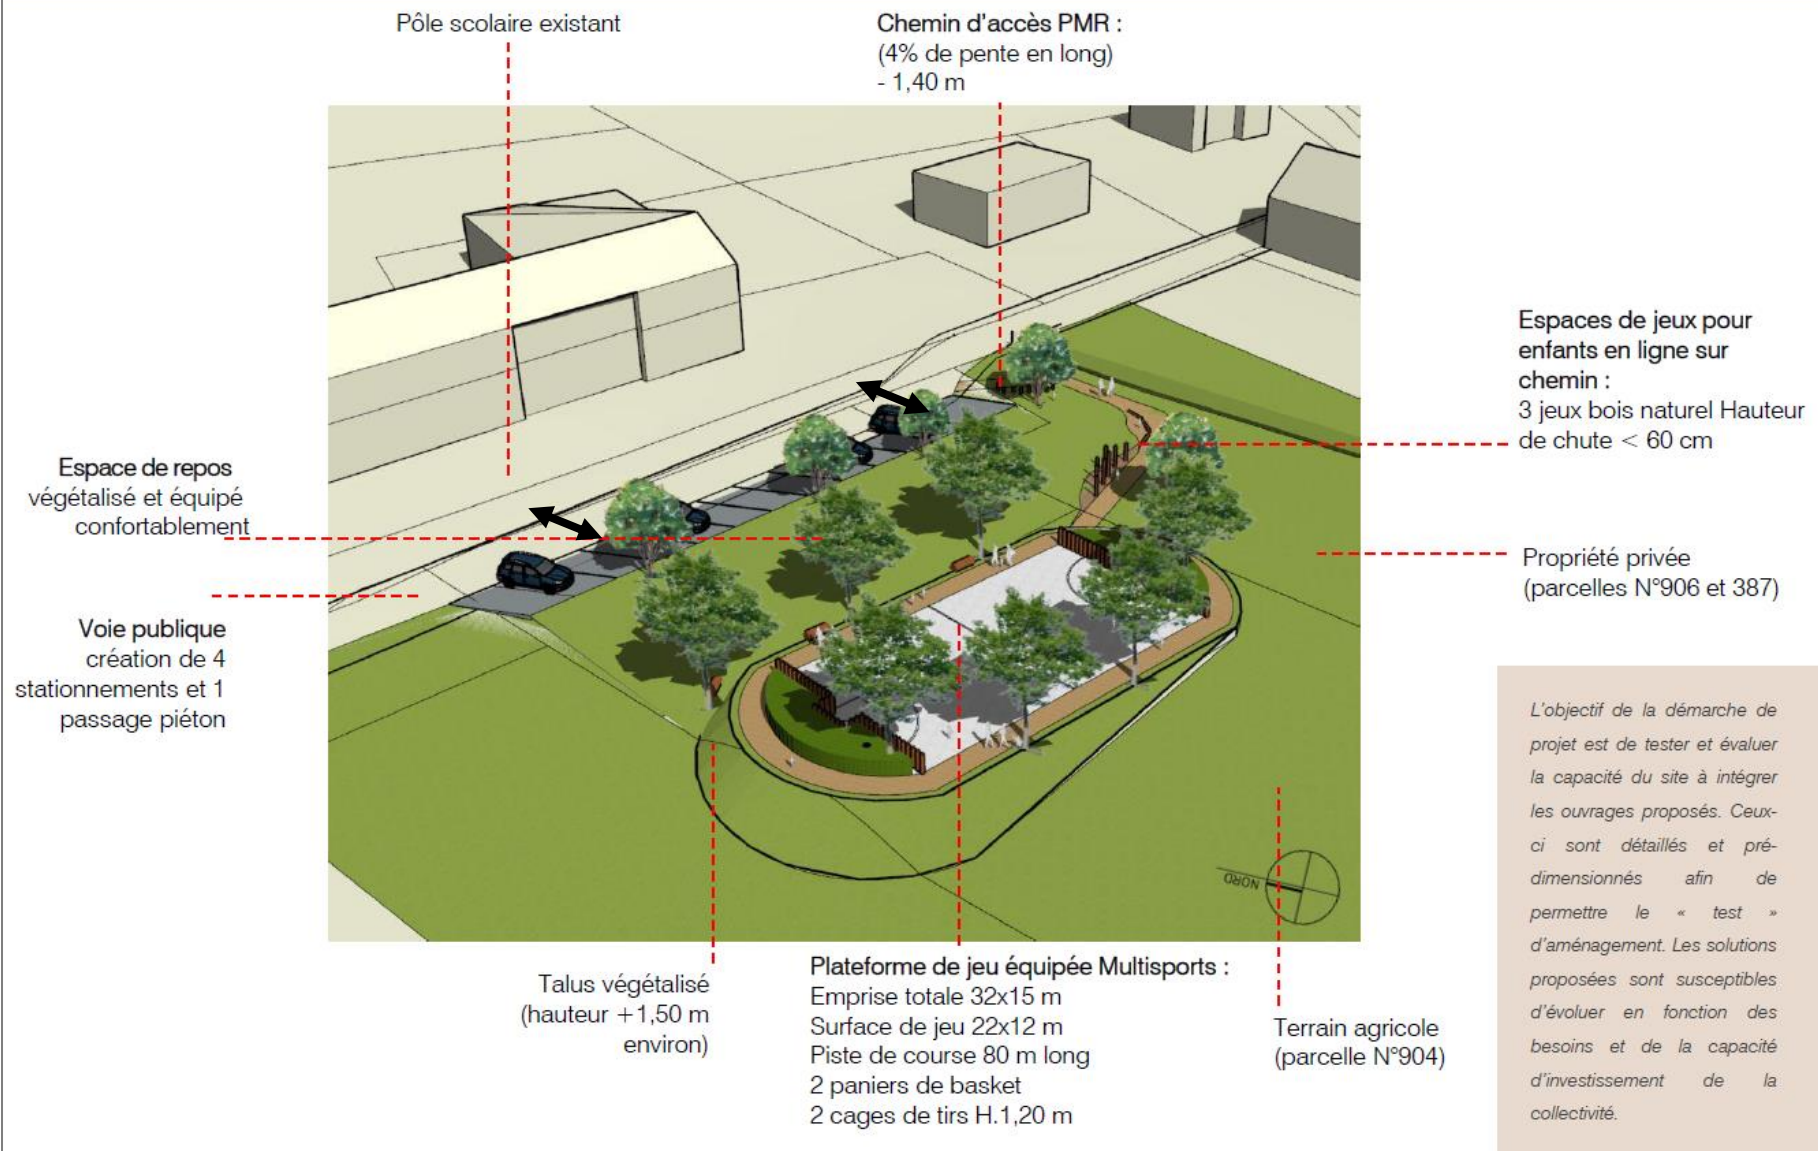 Pôle scolaire existant
Chemin d'accès PMR :
(4% de pente en long)
- 1,40 m
Espaces de jeux pour
enfants en ligne sur
chemin :
3 jeux bois naturel Hauteur
de chute < 60 cm
Espace de repos
végétalisé et équipé
confortablement
Propriété privée
(parcelles N°906 et 387)
Voie publique
création de 4
stationnements et 1
passage piéton
L'objectif de la démarche de
projet est de tester et évaluer
la capacité du site à intégrer
les ouvrages proposés. Ceux-
ci sont détaillés et pré-
dimensionnés afin de
permettre le « test »
d'aménagement. Les solutions
proposées sont susceptibles
d'évoluer en fonction des
besoins et de la capacité
d'investissement de la
collectivité.
NORD
Talus végétalisé
(hauteur +1,50 m
environ)
Plateforme de jeu équipée Multisports :
Emprise totale 32x15 m
Surface de jeu 22x12 m
Piste de course 80 m long
2 paniers de basket
2 cages de tirs H.1,20 m
Terrain agricole
(parcelle N°904)